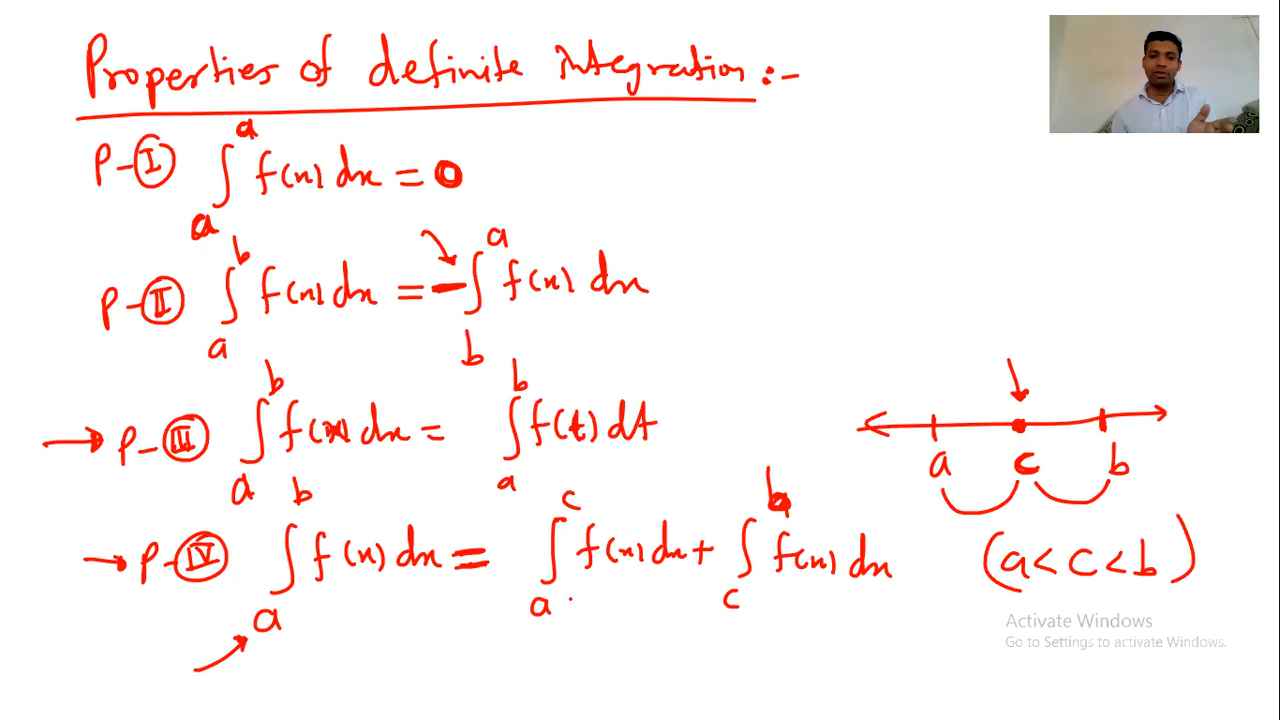 Properties of definite integration :-
P-(I) ∫ₐᵃ f(x) dx = 0
P-(II) ∫ₐᵇ f(x) dx = -∫ᵦᵃ f(x) dx
→ P-(III) ∫ₐᵇ f(x) dx = ∫ₐᵇ f(t) dt
a c b
→ P-(IV) ∫ₐᵇ f(x) dx = ∫ₐᶜ f(x) dx + ∫_c^b f(x) dx (a < c < b)
Activate Windows
Go to Settings to activate Windows.